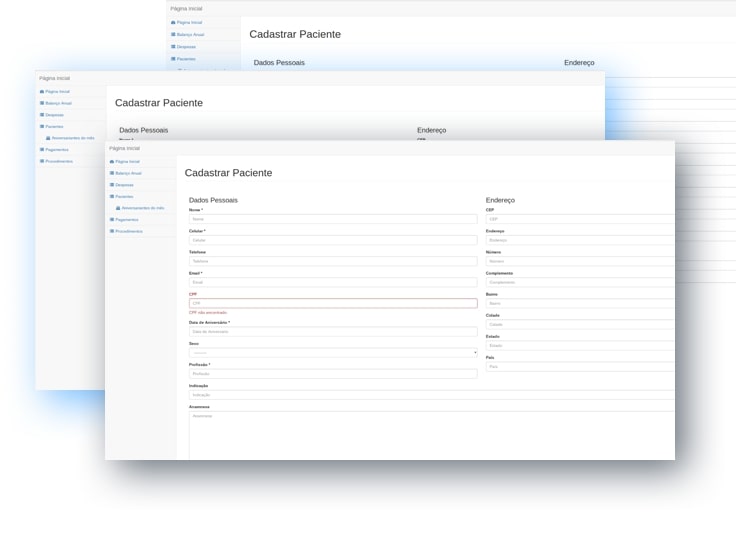 Página Inicial
Página Inicial
Balanço Anual
Despesas
Pacientes
Cadastrar Paciente
Dados Pessoais
Endereço
Página Inicial
Página Inicial
Balanço Anual
Despesas
Pacientes
Aniversariantes do mês
Pagamentos
Procedimentos
Cadastrar Paciente
Dados Pessoais
Endereço
Página Inicial
Página Inicial
Balanço Anual
Despesas
Pacientes
Aniversariantes do mês
Pagamentos
Procedimentos
Cadastrar Paciente
Dados Pessoais
Nome *
Nome
Celular *
Celular
Telefone
Telefone
Email *
Email
CPF
CPF
CPF não encontrado
Data de Aniversário *
Data de Aniversário
Sexo
Profissão *
Profissão
Indicação
Indicação
Anamnese
Anamnese
Endereço
CEP
CEP
Endereço
Endereço
Número
Número
Complemento
Complemento
Bairro
Bairro
Cidade
Cidade
Estado
Estado
País
País